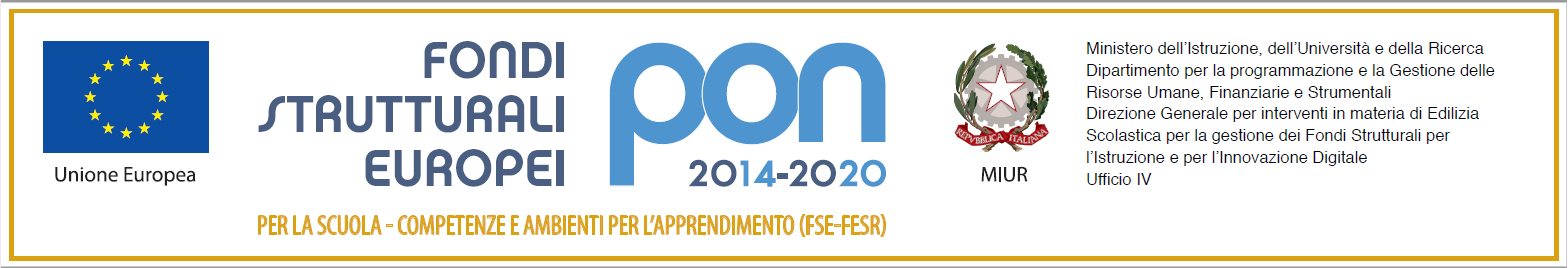 Unione Europea
FONDI
STRUTTURALI
EUROPEI
pon
2014-2020
PER LA SCUOLA - COMPETENZE E AMBIENTI PER L'APPRENDIMENTO (FSE-FESR)
REPVBBLICA ITALIANA
MIUR
Ministero dell'Istruzione, dell'Università e della Ricerca
Dipartimento per la programmazione e la Gestione delle
Risorse Umane, Finanziarie e Strumentali
Direzione Generale per interventi in materia di Edilizia
Scolastica per la gestione dei Fondi Strutturali per
l'Istruzione e per l'Innovazione Digitale
Ufficio IV